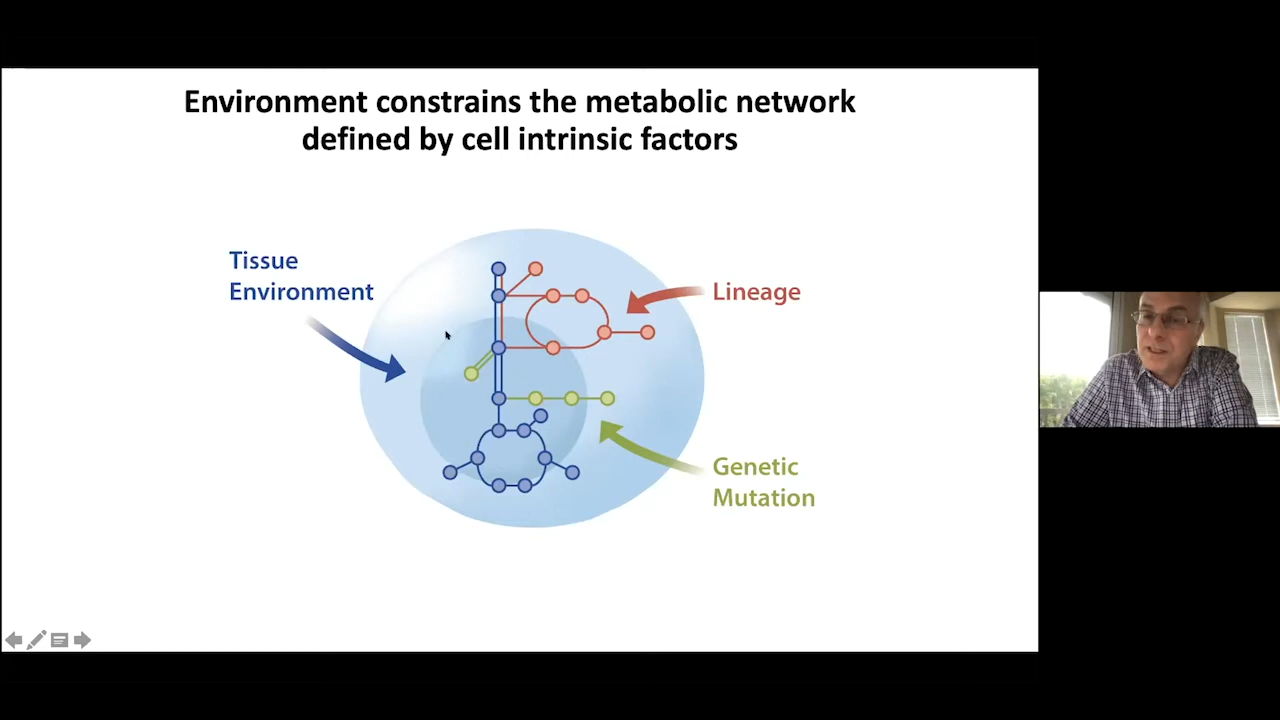 Environment constrains the metabolic network
defined by cell intrinsic factors
Tissue
Environment
Lineage
Genetic
Mutation